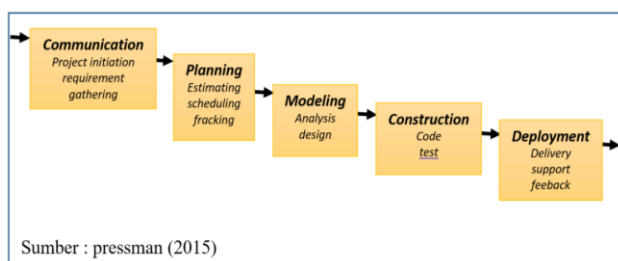 Communication
Project initiation
requirement
gathering
Planning
Estimating
scheduling
fracking
Modeling
Analysis
design
Construction
Code
test
Deployment
Delivery
support
feeback
Sumber : pressman (2015)